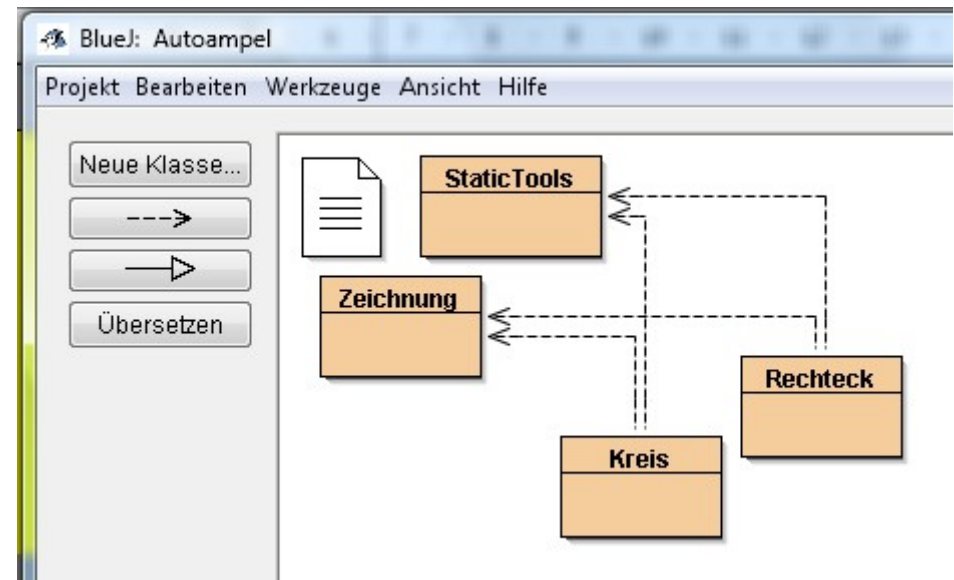 BlueJ: Autoampel
Projekt Bearbeiten Werkzeuge Ansicht Hilfe
Neue Klasse...
Übersetzen
StaticTools
Zeichnung
Rechteck
Kreis